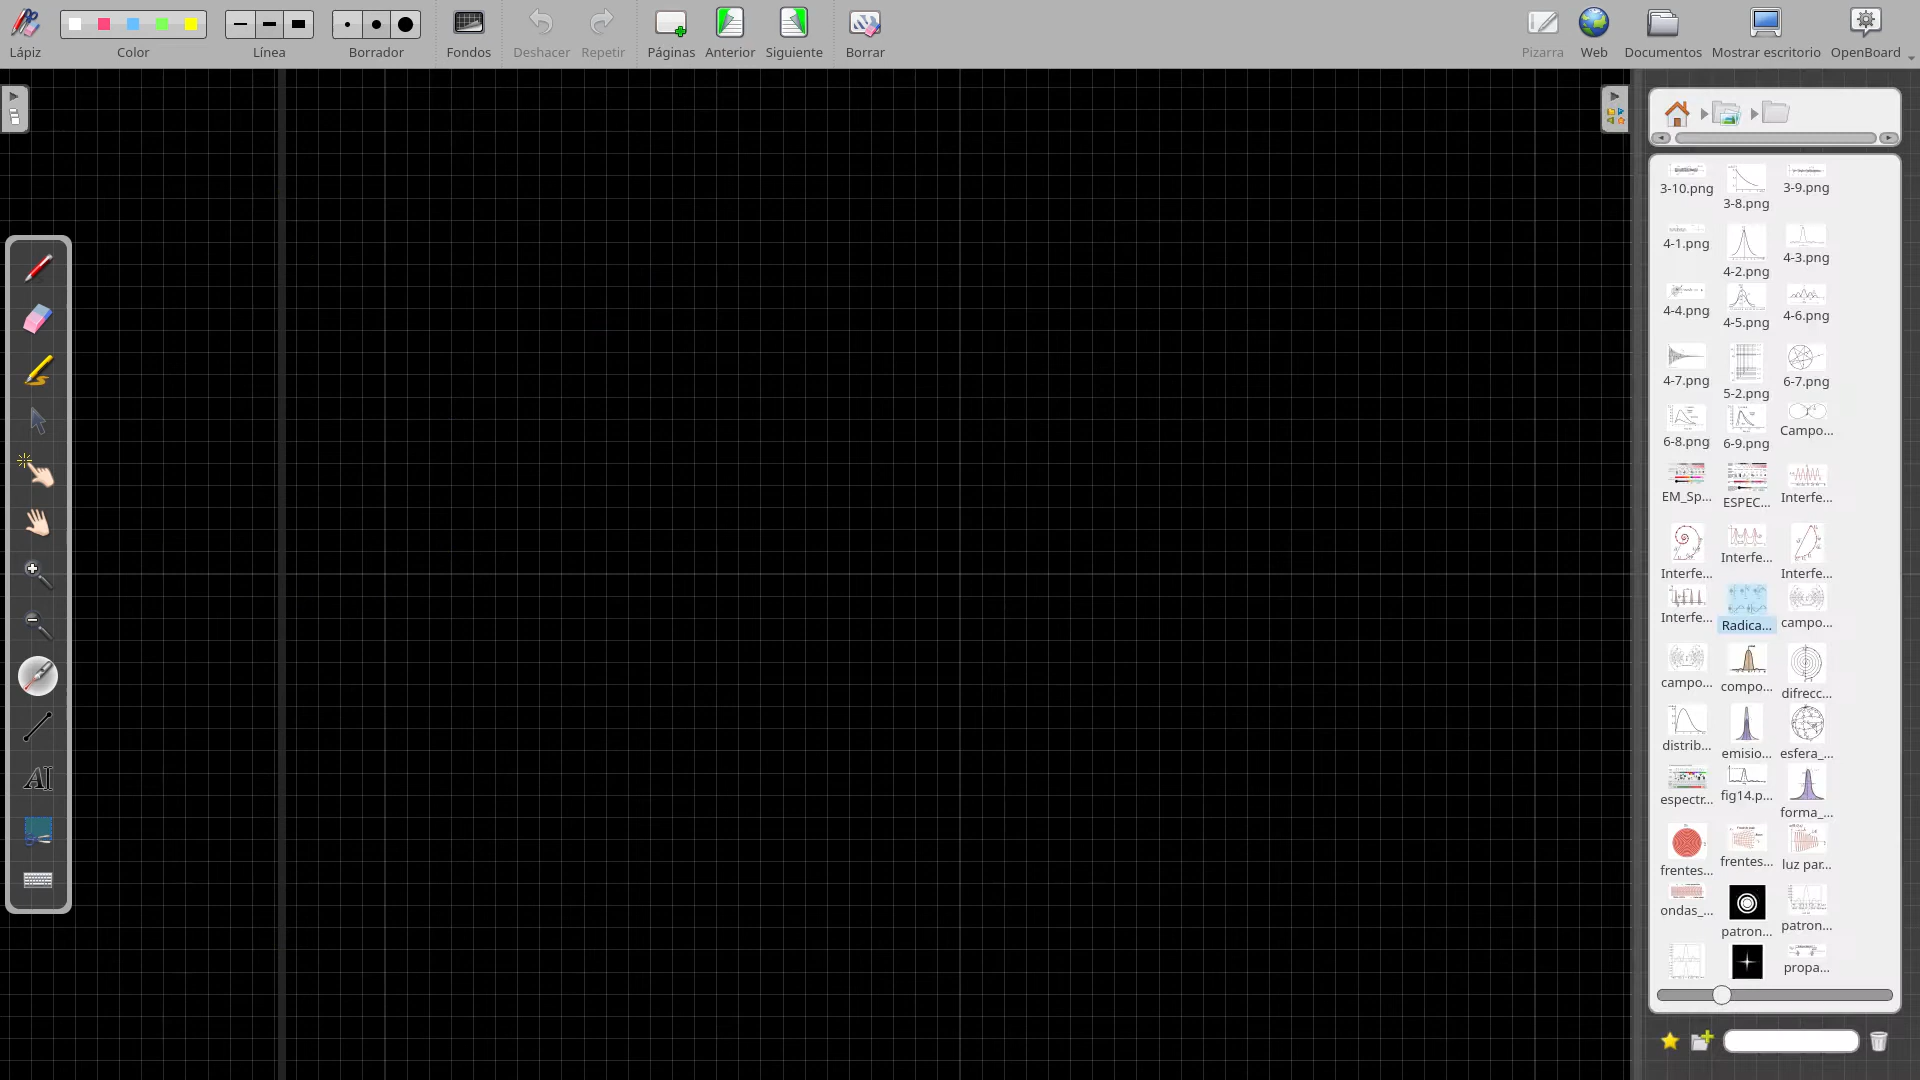 Lápiz Color Línea Borrador Fondos Deshacer Repetir Páginas Anterior Siguiente Borrar Pizarra Web Documentos Mostrar escritorio OpenBoard
3-10.png 3-8.png 3-9.png
4-1.png 4-2.png 4-3.png
4-4.png 4-5.png 4-6.png
4-7.png 5-2.png 6-7.png
6-8.png 6-9.png Campo...
EM_Sp... ESPEC... Interfe...
Interfe... Interfe... Interfe...
Interfe... Radica... campo...
campo... compo... difrecc...
distrib... emisio... esfera_...
espectr... fig14.p... forma_...
frentes... frentes... luz par...
ondas_... patron... patron...
propa...
AI